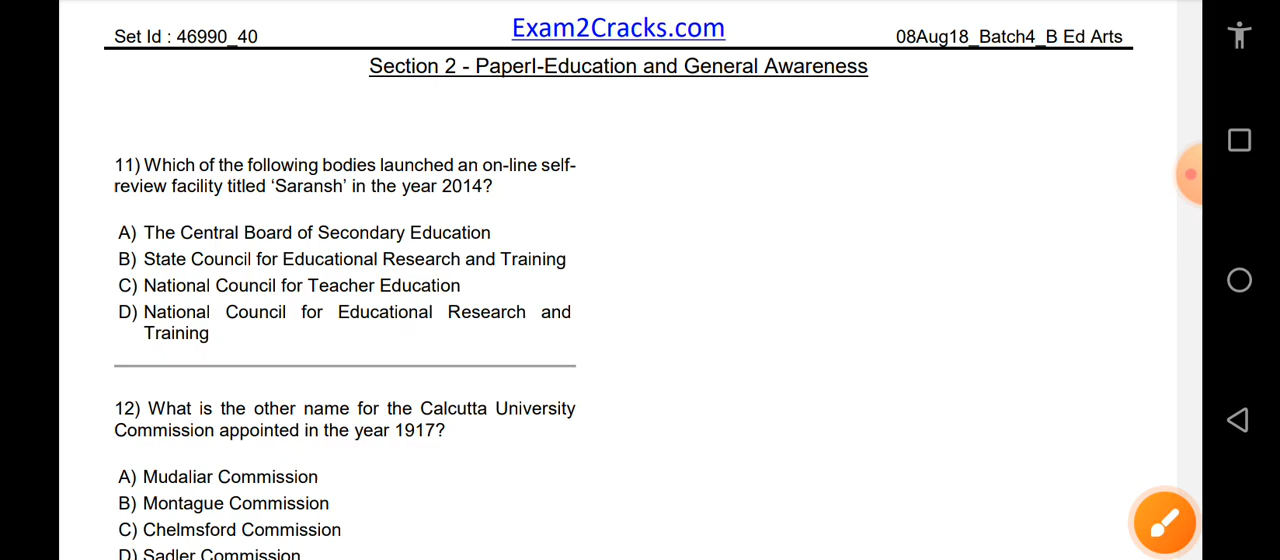 Exam2Cracks.com
Set Id : 46990_40
08Aug18_Batch4_B Ed Arts
Section 2 - PaperI-Education and General Awareness
11) Which of the following bodies launched an on-line self-
review facility titled ‘Saransh’ in the year 2014?
A) The Central Board of Secondary Education
B) State Council for Educational Research and Training
C) National Council for Teacher Education
D) National Council for Educational Research and
Training
12) What is the other name for the Calcutta University
Commission appointed in the year 1917?
A) Mudaliar Commission
B) Montague Commission
C) Chelmsford Commission
D) Sadler Commission